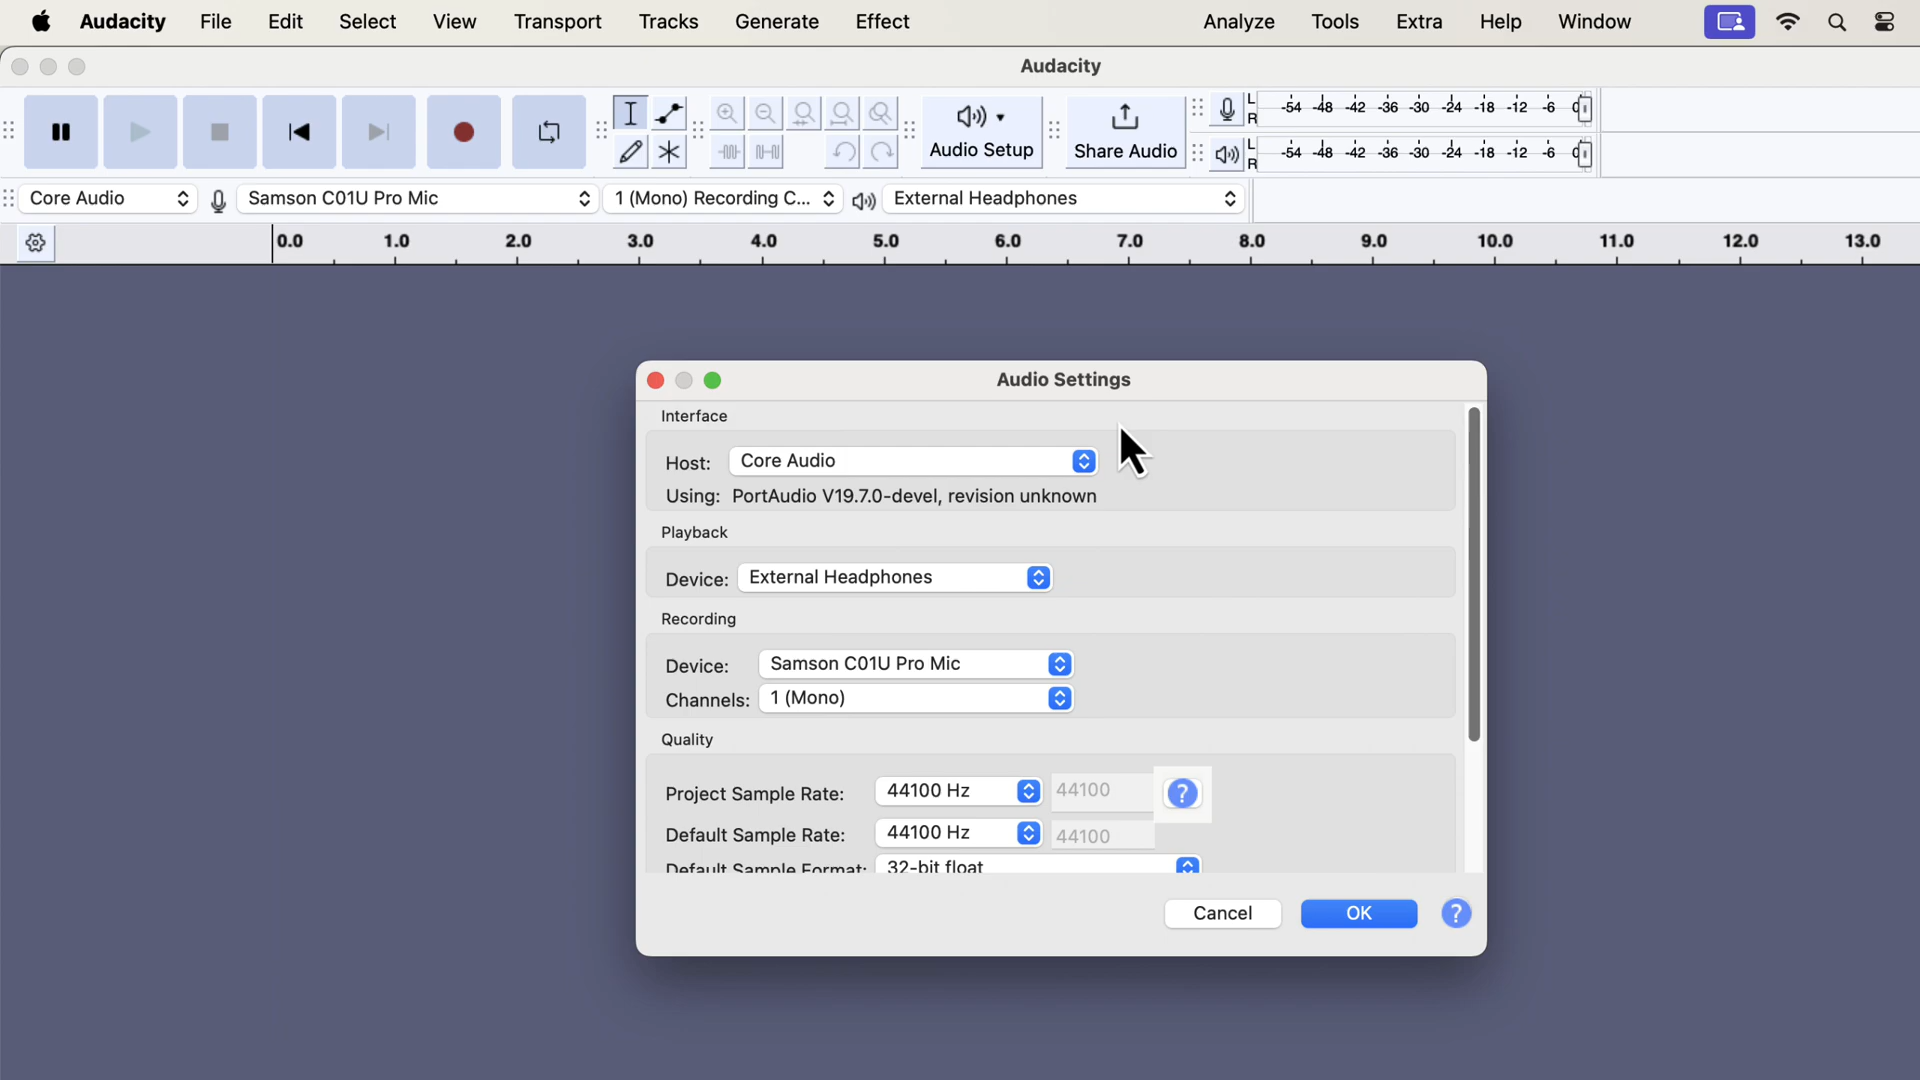 Audacity File Edit Select View Transport Tracks Generate Effect Analyze Tools Extra Help Window
Audacity
L -54 -48 -42 -36 -30 -24 -18 -12 -6 0
R
Audio Setup Share Audio
L -54 -48 -42 -36 -30 -24 -18 -12 -6 0
R
Core Audio Samson C01U Pro Mic 1 (Mono) Recording C... External Headphones
0.0 1.0 2.0 3.0 4.0 5.0 6.0 7.0 8.0 9.0 10.0 11.0 12.0 13.0
Audio Settings
Interface
Host: Core Audio
Using: PortAudio V19.7.0-devel, revision unknown
Playback
Device: External Headphones
Recording
Device: Samson C01U Pro Mic
Channels: 1 (Mono)
Quality
Project Sample Rate: 44100 Hz 44100 ?
Default Sample Rate: 44100 Hz 44100
Default Sample Format: 32-bit float
Cancel OK ?